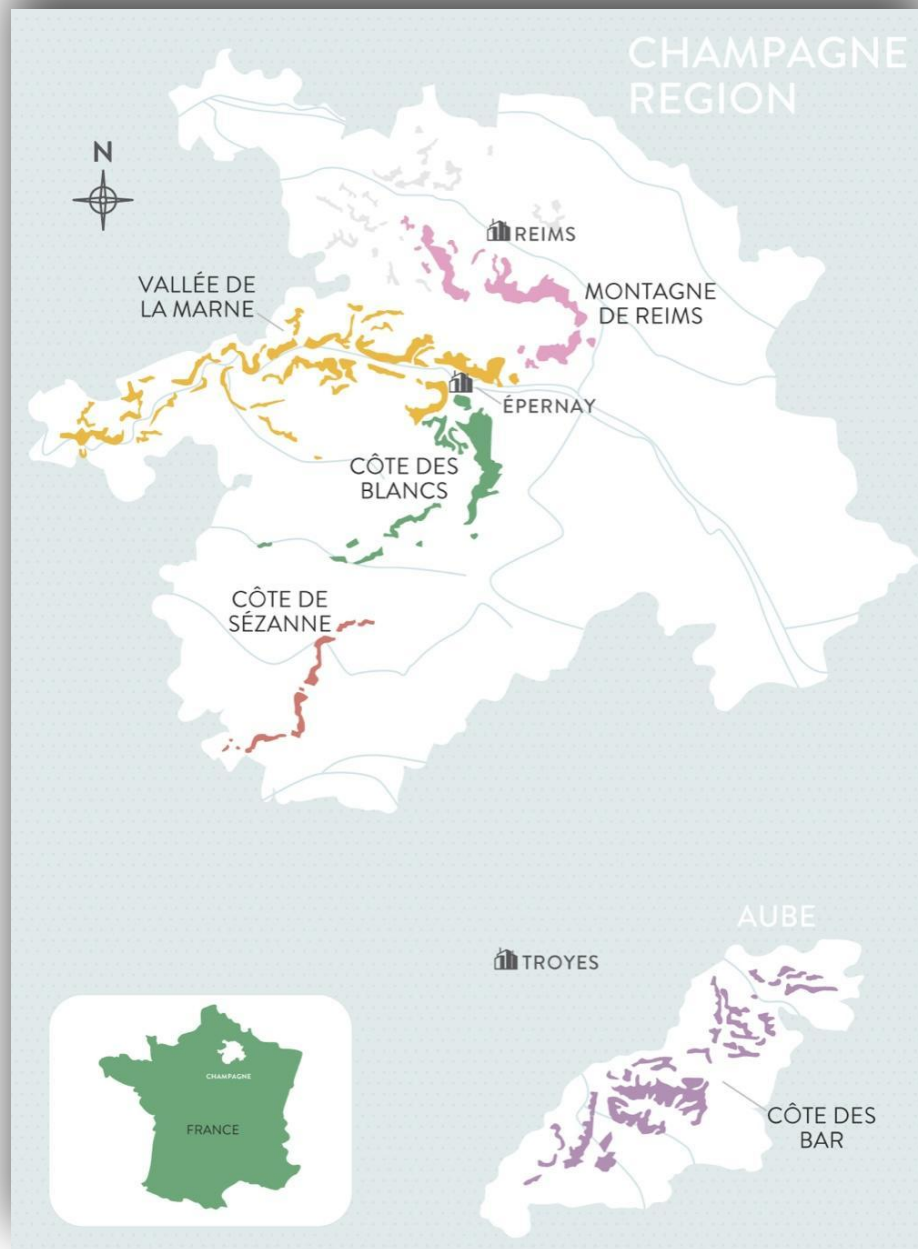 CHAMPAGNE
REGION
N
REIMS
VALLÉE DE
LA MARNE
MONTAGNE
DE REIMS
ÉPERNAY
CÔTE DES
BLANCS
CÔTE DE
SÉZANNE
AUBE
TROYES
CHAMPAGNE
FRANCE
CÔTE DES
BAR